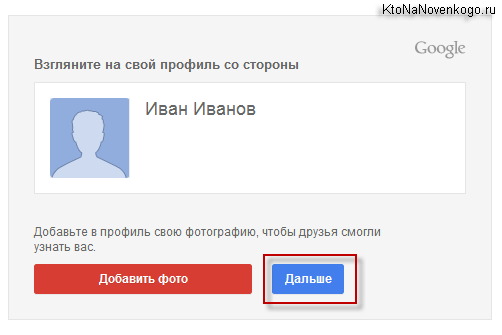 KtoNaNovenkogo.ru
Google
Взгляните на свой профиль со стороны
Иван Иванов
Добавьте в профиль свою фотографию, чтобы друзья смогли
узнать вас.
Добавить фото
Дальше